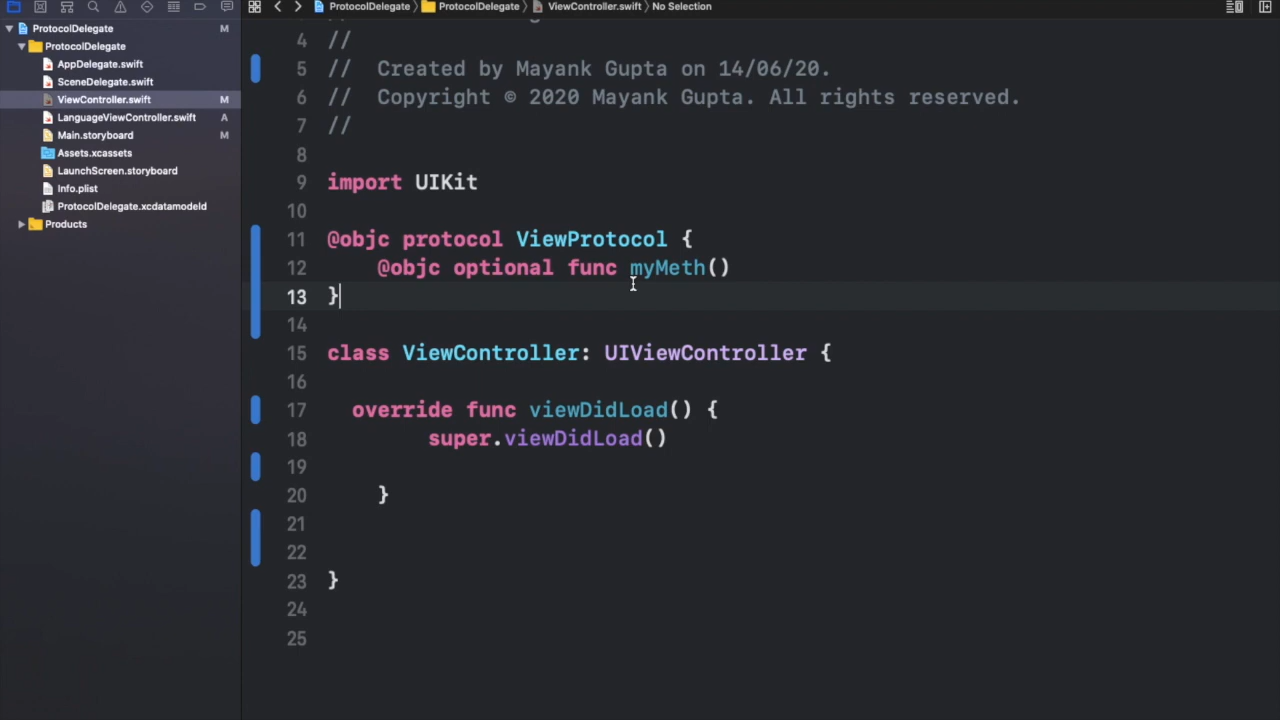 ProtocolDelegate
ProtocolDelegate
ViewController.swift
No Selection
ProtocolDelegate M
ProtocolDelegate
AppDelegate.swift
SceneDelegate.swift
ViewController.swift M
LanguageViewController.swift A
Main.storyboard M
Assets.xcassets
LaunchScreen.storyboard
Info.plist
ProtocolDelegate.xcdatamodeld
Products
4 //
5 // Created by Mayank Gupta on 14/06/20.
6 // Copyright © 2020 Mayank Gupta. All rights reserved.
7 //
8
9 import UIKit
10
11 @objc protocol ViewProtocol {
12 @objc optional func myMeth()
13 }
14
15 class ViewController: UIViewController {
16
17 override func viewDidLoad() {
18 super.viewDidLoad()
19
20 }
21
22
23 }
24
25